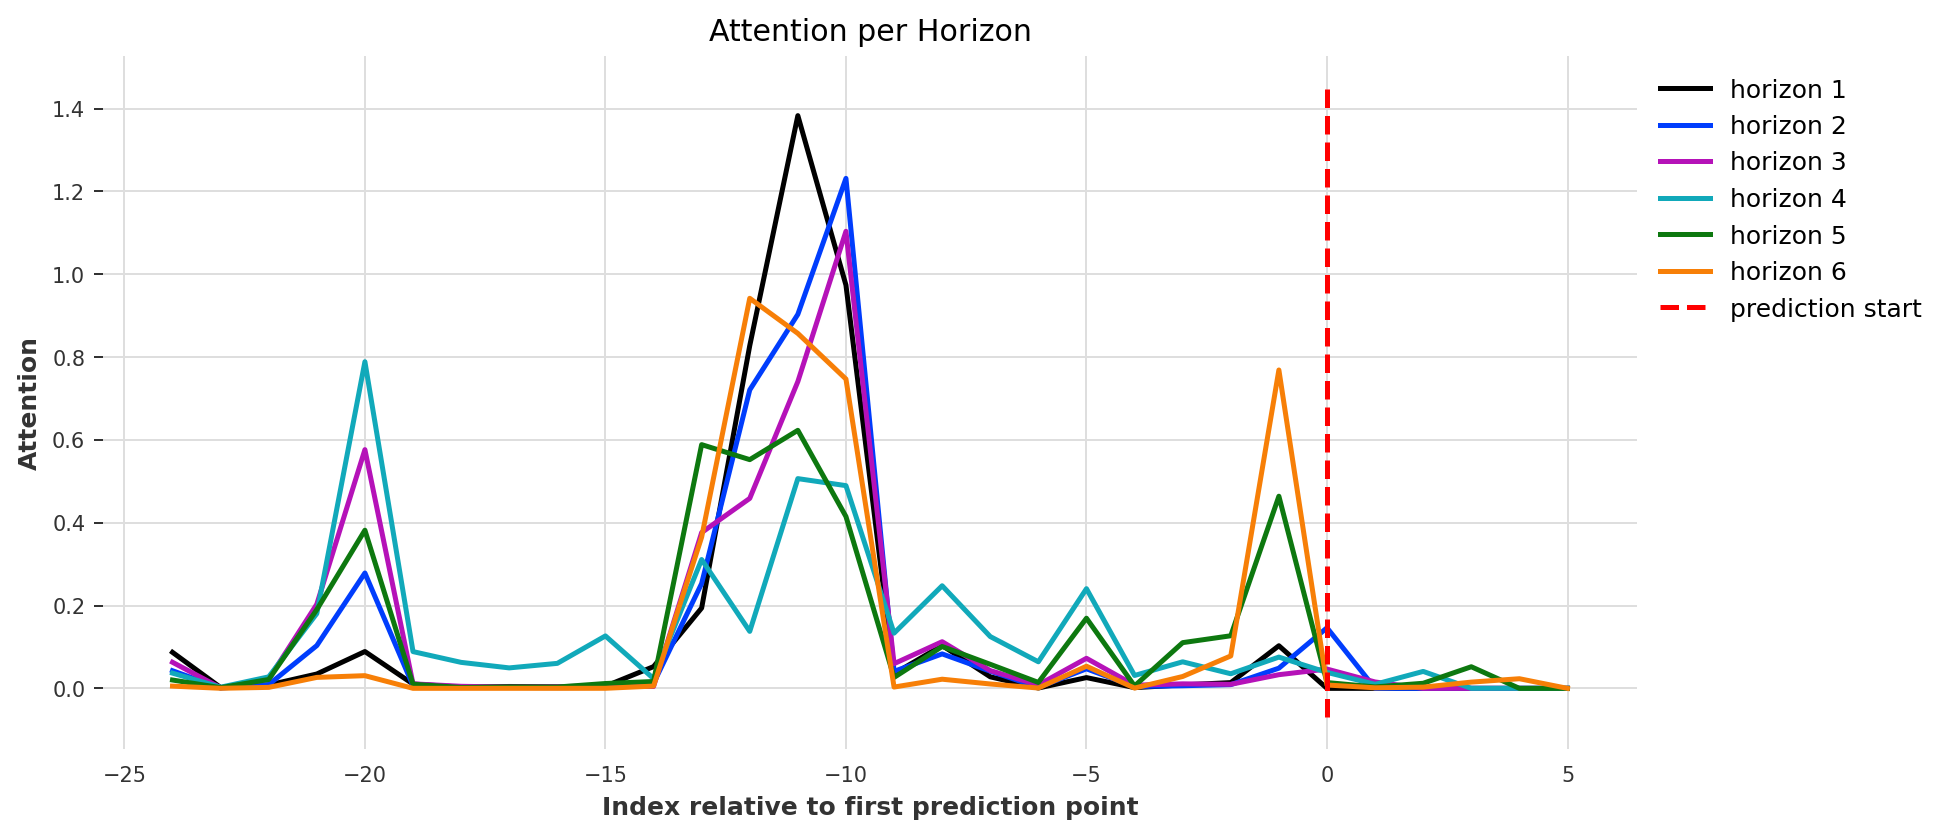 Attention per Horizon
1.4
1.2
1.0
0.8
0.6
0.4
0.2
0.0
Attention
−25
−20
−15
−10
−5
0
5
Index relative to first prediction point
horizon 1
horizon 2
horizon 3
horizon 4
horizon 5
horizon 6
prediction start